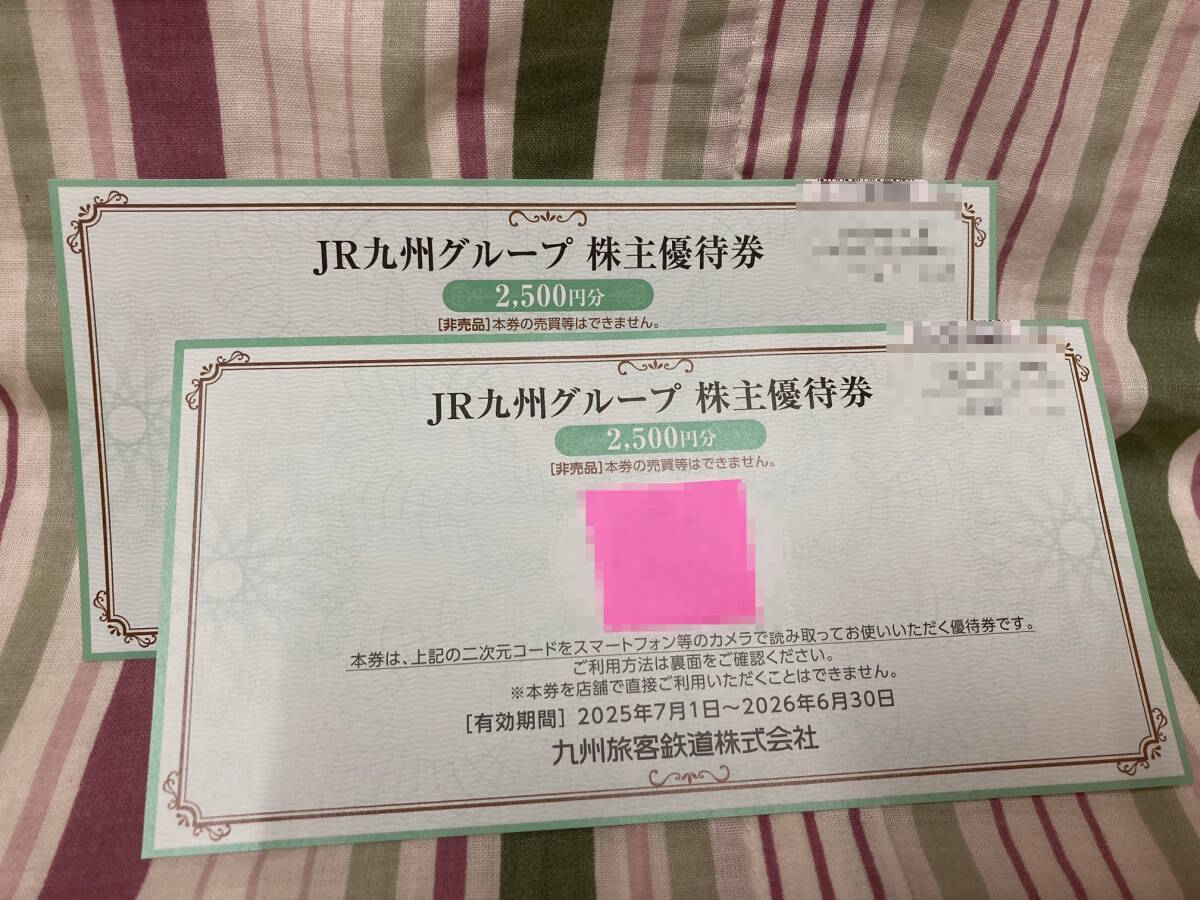 JR九州グループ 株主優待券
2,500円分
[非売品]本券の売買等はできません。
JR九州グループ 株主優待券
2,500円分
[非売品]本券の売買等はできません。
本券は、上記の二次元コードをスマートフォン等のカメラで読み取ってお使いいただく優待券です。
ご利用方法は裏面をご確認ください。
※本券を店舗で直接ご利用いただくことはできません。
[有効期間] 2025年7月1日～2026年6月30日
九州旅客鉄道株式会社